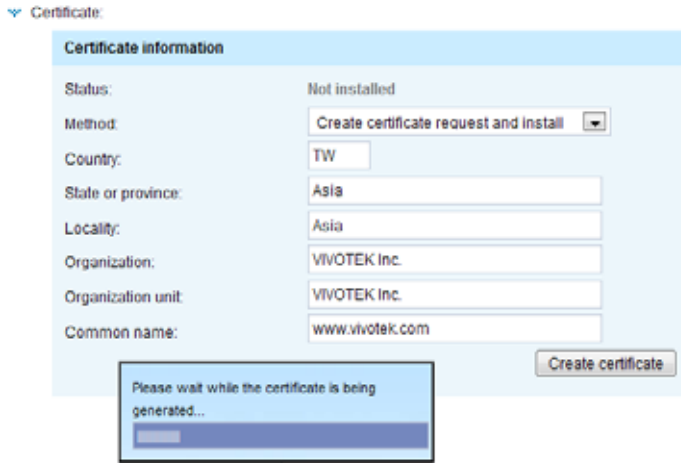 Certificate:
Certificate information
Status: Not installed
Method: Create certificate request and install
Country: TW
State or province: Asia
Locality: Asia
Organization: VIVOTEK Inc.
Organization unit: VIVOTEK Inc.
Common name: www.vivotek.com
Create certificate
Please wait while the certificate is being
generated...